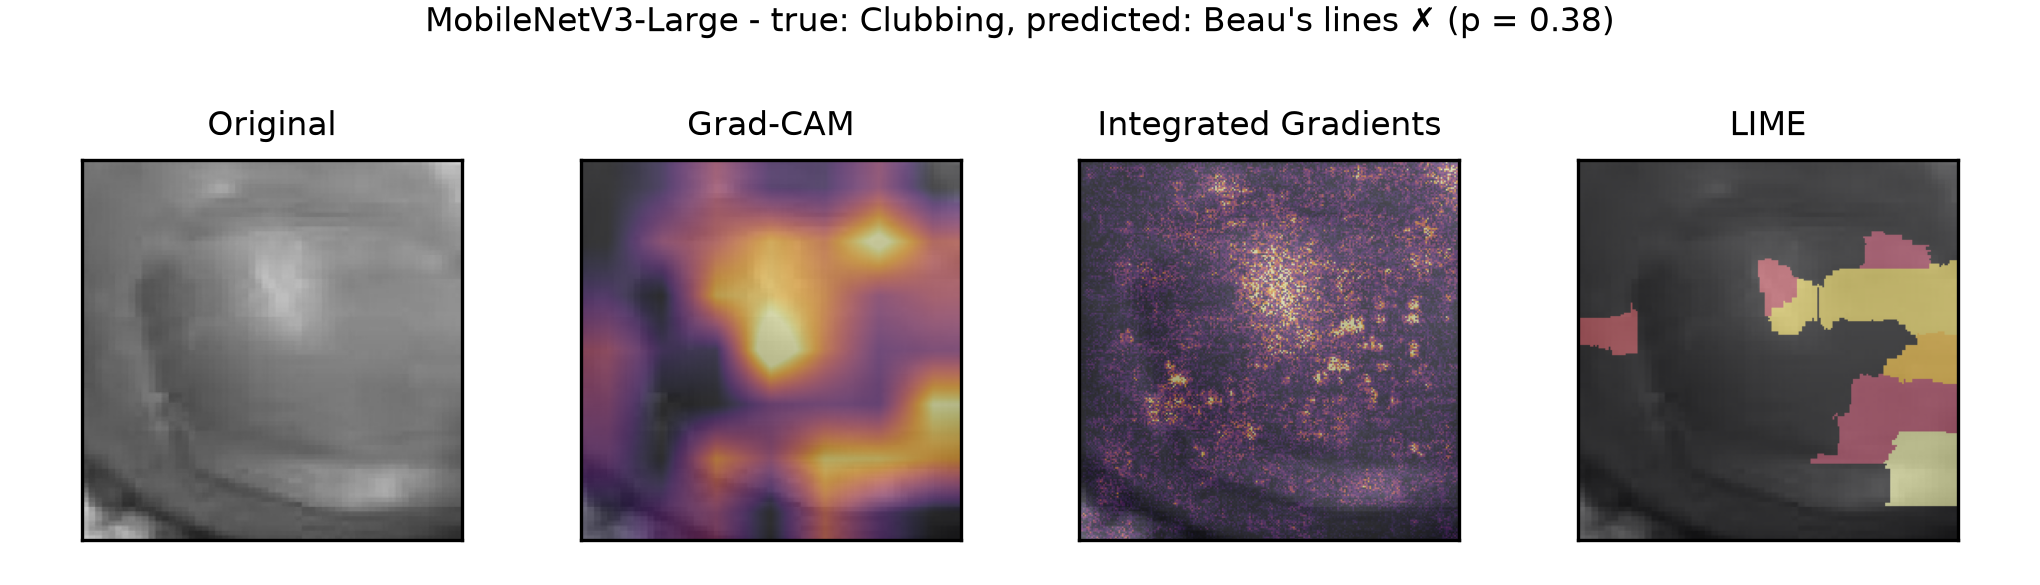 MobileNetV3-Large - true: Clubbing, predicted: Beau's lines ✗ (p = 0.38)
Original
Grad-CAM
Integrated Gradients
LIME